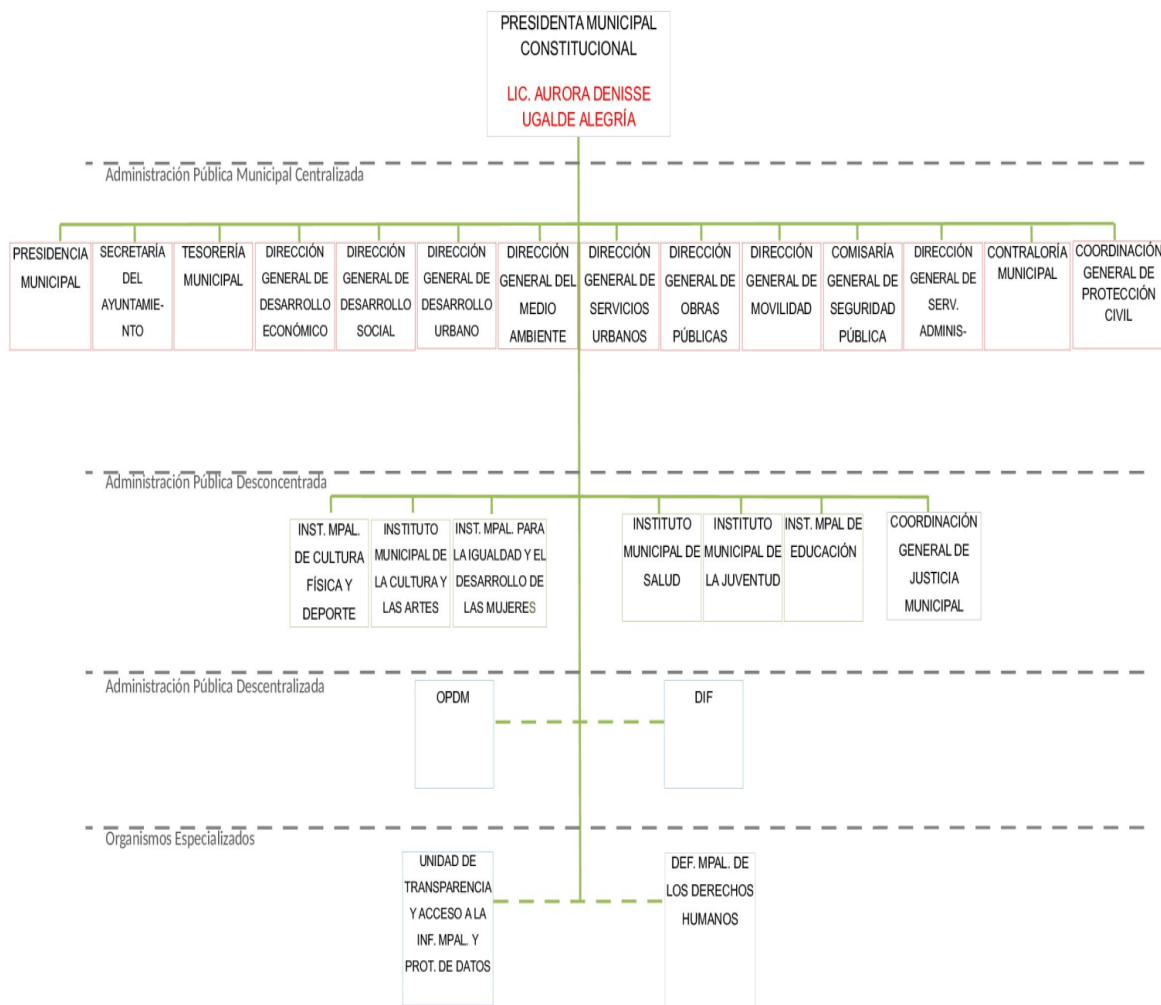 PRESIDENTA MUNICIPAL
CONSTITUCIONAL
LIC. AURORA DENISSE
UGALDE ALEGRÍA
Administración Pública Municipal Centralizada
PRESIDENCIA
MUNICIPAL
SECRETARÍA
DEL
AYUNTAMIE-
NTO
TESORERÍA
MUNICIPAL
DIRECCIÓN
GENERAL DE
DESARROLLO
ECONÓMICO
DIRECCIÓN
GENERAL DE
DESARROLLO
SOCIAL
DIRECCIÓN
GENERAL DE
DESARROLLO
URBANO
DIRECCIÓN
GENERAL DEL
MEDIO
AMBIENTE
DIRECCIÓN
GENERAL DE
SERVICIOS
URBANOS
DIRECCIÓN
GENERAL DE
OBRAS
PÚBLICAS
DIRECCIÓN
GENERAL DE
MOVILIDAD
COMISARÍA
GENERAL DE
SEGURIDAD
PÚBLICA
DIRECCIÓN
GENERAL DE
SERV.
ADMINIS-
CONTRALORÍA
MUNICIPAL
COORDINACIÓN
GENERAL DE
PROTECCIÓN
CIVIL
Administración Pública Desconcentrada
INST. MPAL.
DE CULTURA
FÍSICA Y
DEPORTE
INSTITUTO
MUNICIPAL DE
LA CULTURA Y
LAS ARTES
INST. MPAL. PARA
LA IGUALDAD Y EL
DESARROLLO DE
LAS MUJERES
INSTITUTO
MUNICIPAL DE
SALUD
INSTITUTO
MUNICIPAL DE
LA JUVENTUD
INST. MPAL DE
EDUCACIÓN
COORDINACIÓN
GENERAL DE
JUSTICIA
MUNICIPAL
Administración Pública Descentralizada
OPDM
DIF
Organismos Especializados
UNIDAD DE
TRANSPARENCIA
Y ACCESO A LA
INF. MPAL. Y
PROT. DE DATOS
DEF. MPAL. DE
LOS DERECHOS
HUMANOS